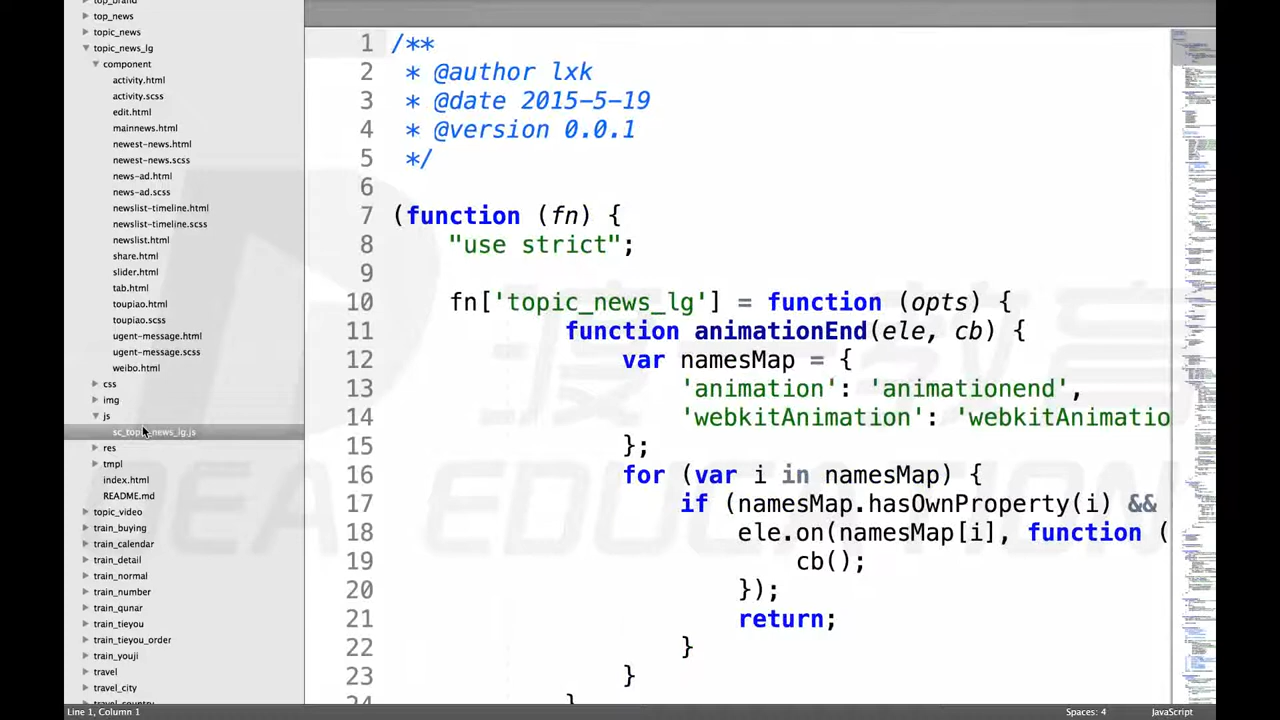 top_brand
top_news
topic_news
topic_news_lg
component
activity.html
activity.scss
edit.html
mainnews.html
newest-news.html
newest-news.scss
news-ad.html
news-ad.scss
newslist-timeline.html
newslist-timeline.scss
newslist.html
share.html
slider.html
tab.html
toupiao.html
toupiao.scss
ugent-message.html
ugent-message.scss
weibo.html
css
img
js
sc_topic_news_lg.js
res
tmpl
index.html
README.md
topic_video
train_buying
train_calendar
train_detail
train_normal
train_number
train_qunar
train_tieyou
train_tieyou_order
train_youji
travel
travel_city
travel_country
1 /**
2  * @author lxk
3  * @date 2015-5-19
4  * @version 0.0.1
5  */
6
7 (function (fn) {
8     "use strict";
9
10     fn['topic_news_lg'] = function (opts) {
11             function animationEnd(ele, cb) {
12                 var namesMap = {
13                     'animation': 'animationend',
14                     'webkitAnimation': 'webkitAnimatio
15                 };
16                 for (var i in namesMap) {
17                     if (namesMap.hasOwnProperty(i) &&
18                         ele.on(namesMap[i], function (
19                             cb();
20                         });
21                         return;
22                     }
23                 }
24             }
Line 1, Column 1
Spaces: 4
JavaScript